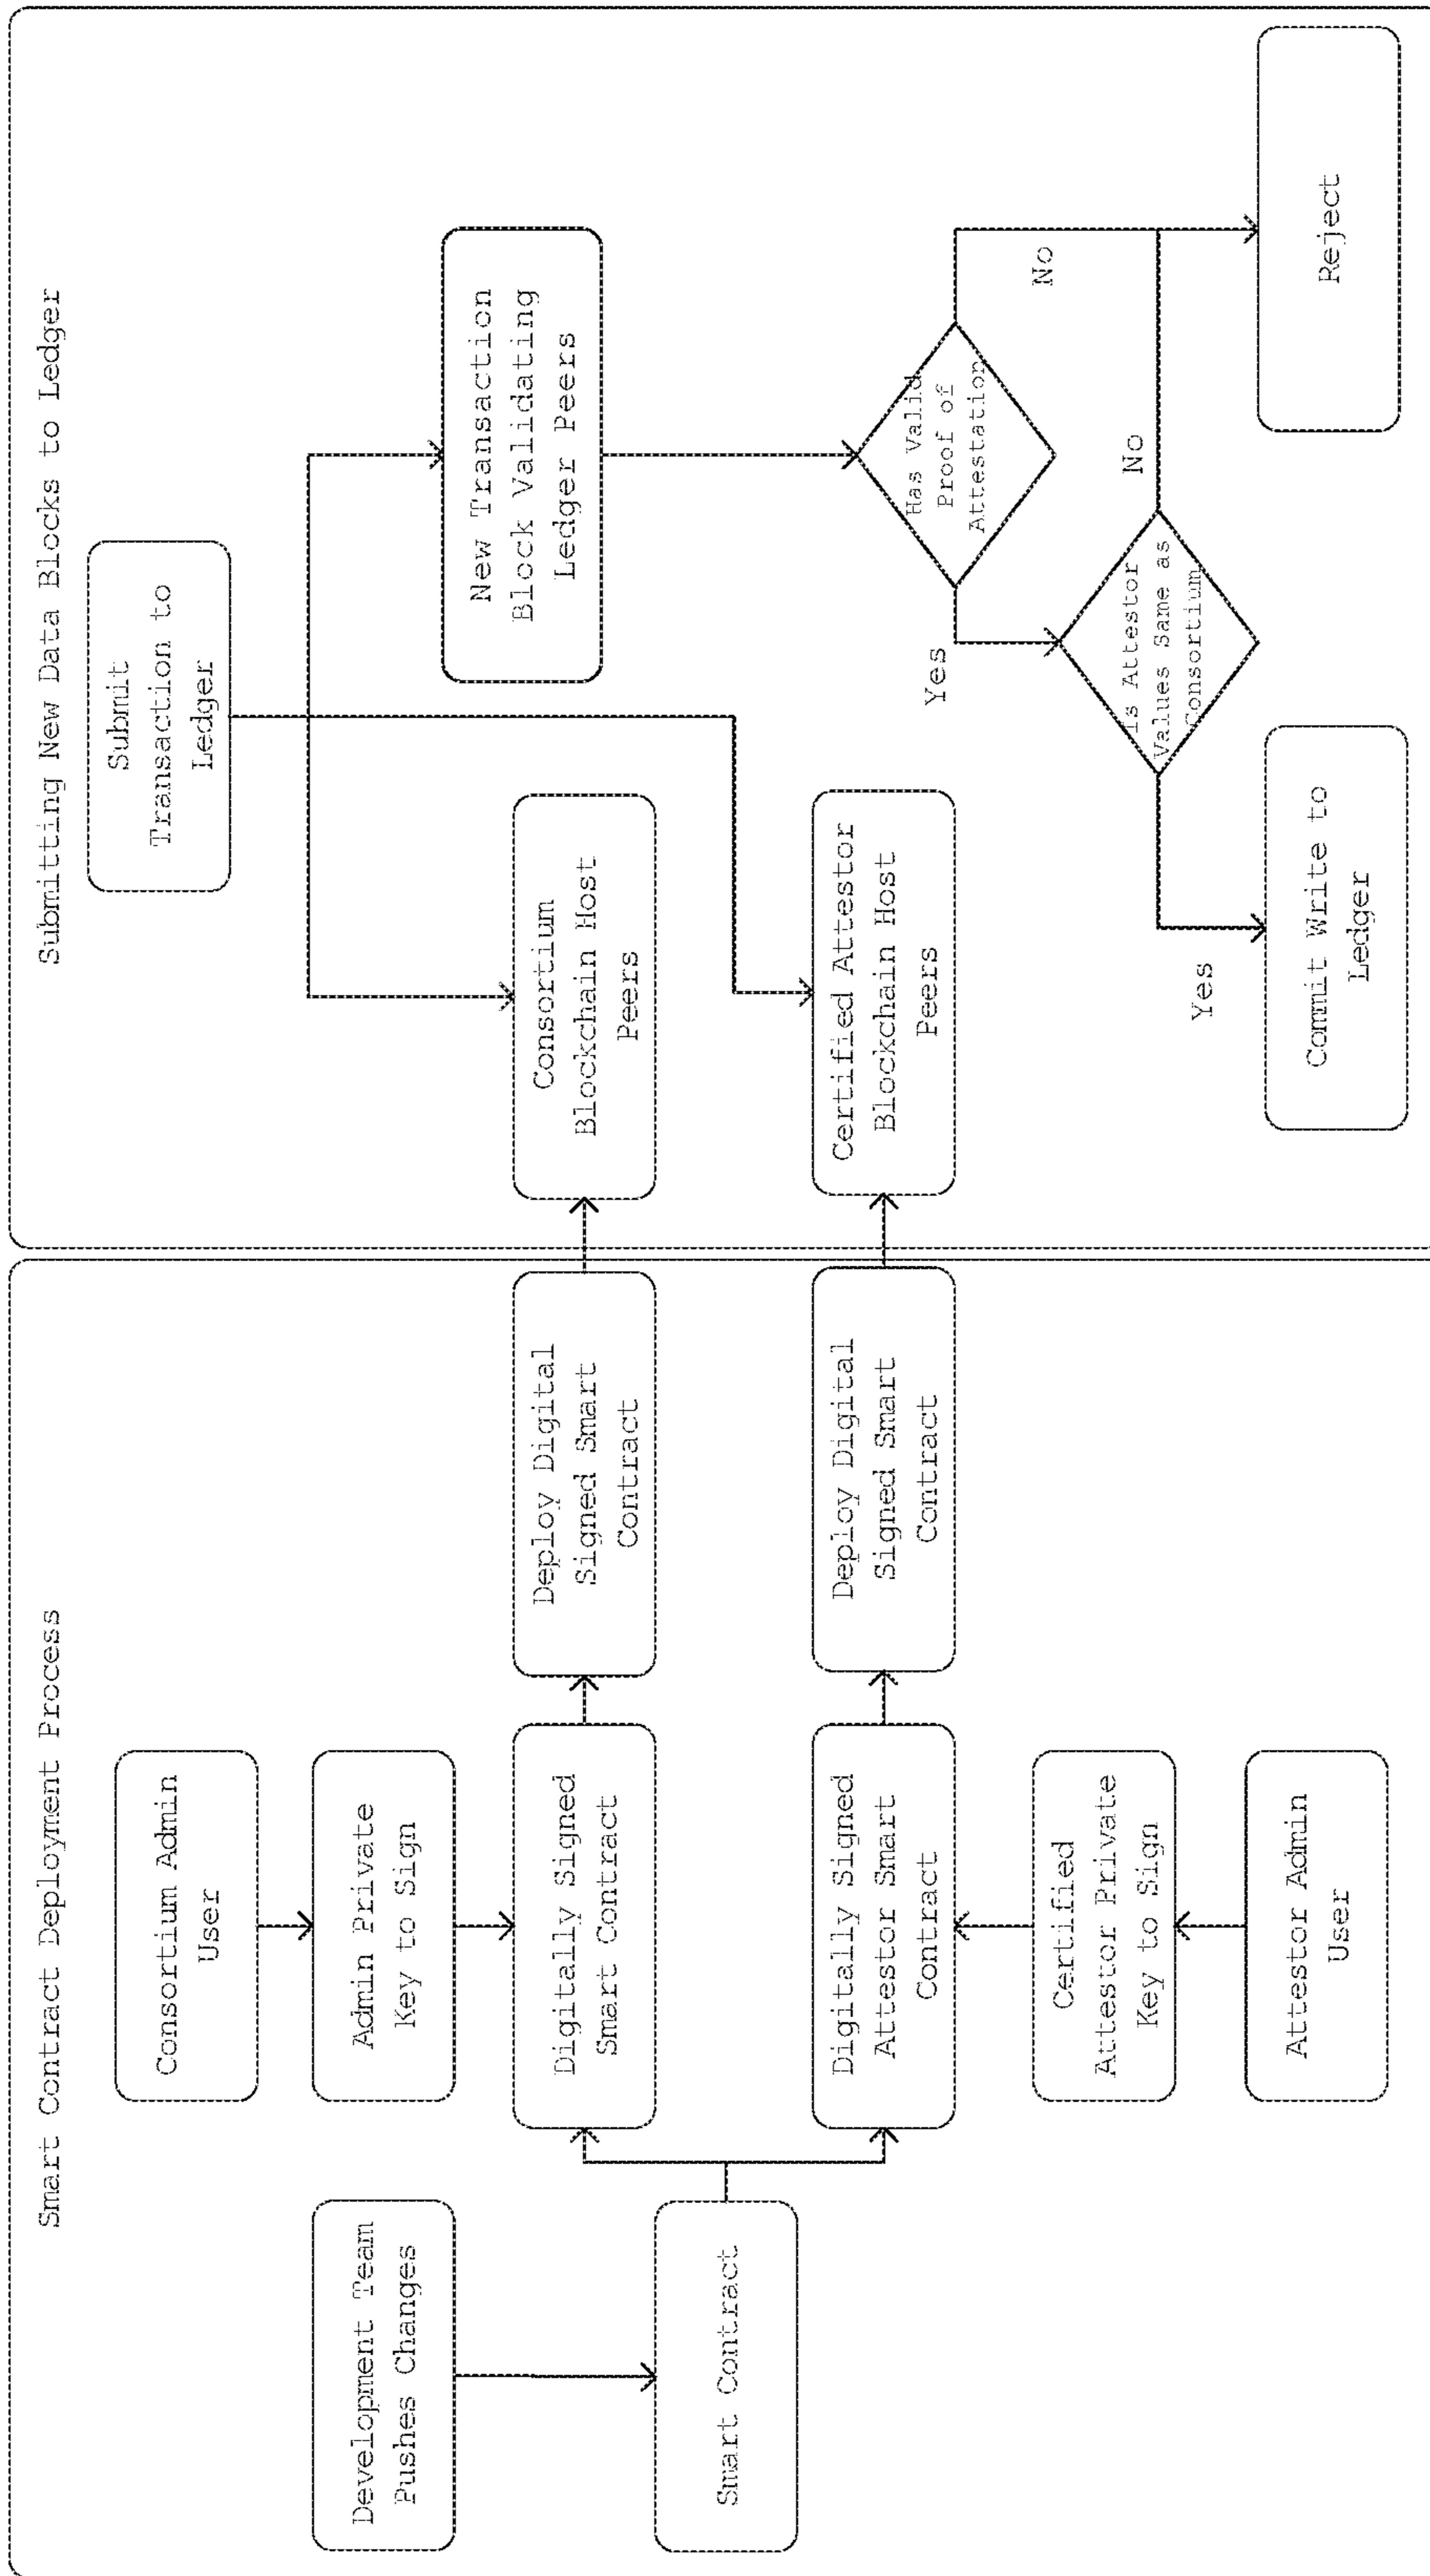 Smart Contract Deployment Process
Consortium Admin
User
Development Team
Pushes Changes
Admin Private
Key to Sign
Smart Contract
Digitally Signed
Smart Contract
Deploy Digital
Signed Smart
Contract
Digitally Signed
Attestor Smart
Contract
Deploy Digital
Signed Smart
Contract
Certified
Attestor Private
Key to Sign
Attestor Admin
User
Submitting New Data Blocks to Ledger
Submit
Transaction to
Ledger
Consortium
Blockchain Host
Peers
New Transaction
Block Validating
Ledger Peers
Certified Attestor
Blockchain Host
Peers
Has Valid
Proof of
Attestation
Yes
No
Is Attestor
Values Same as
Consortium
No
Yes
Commit Write to
Ledger
Reject